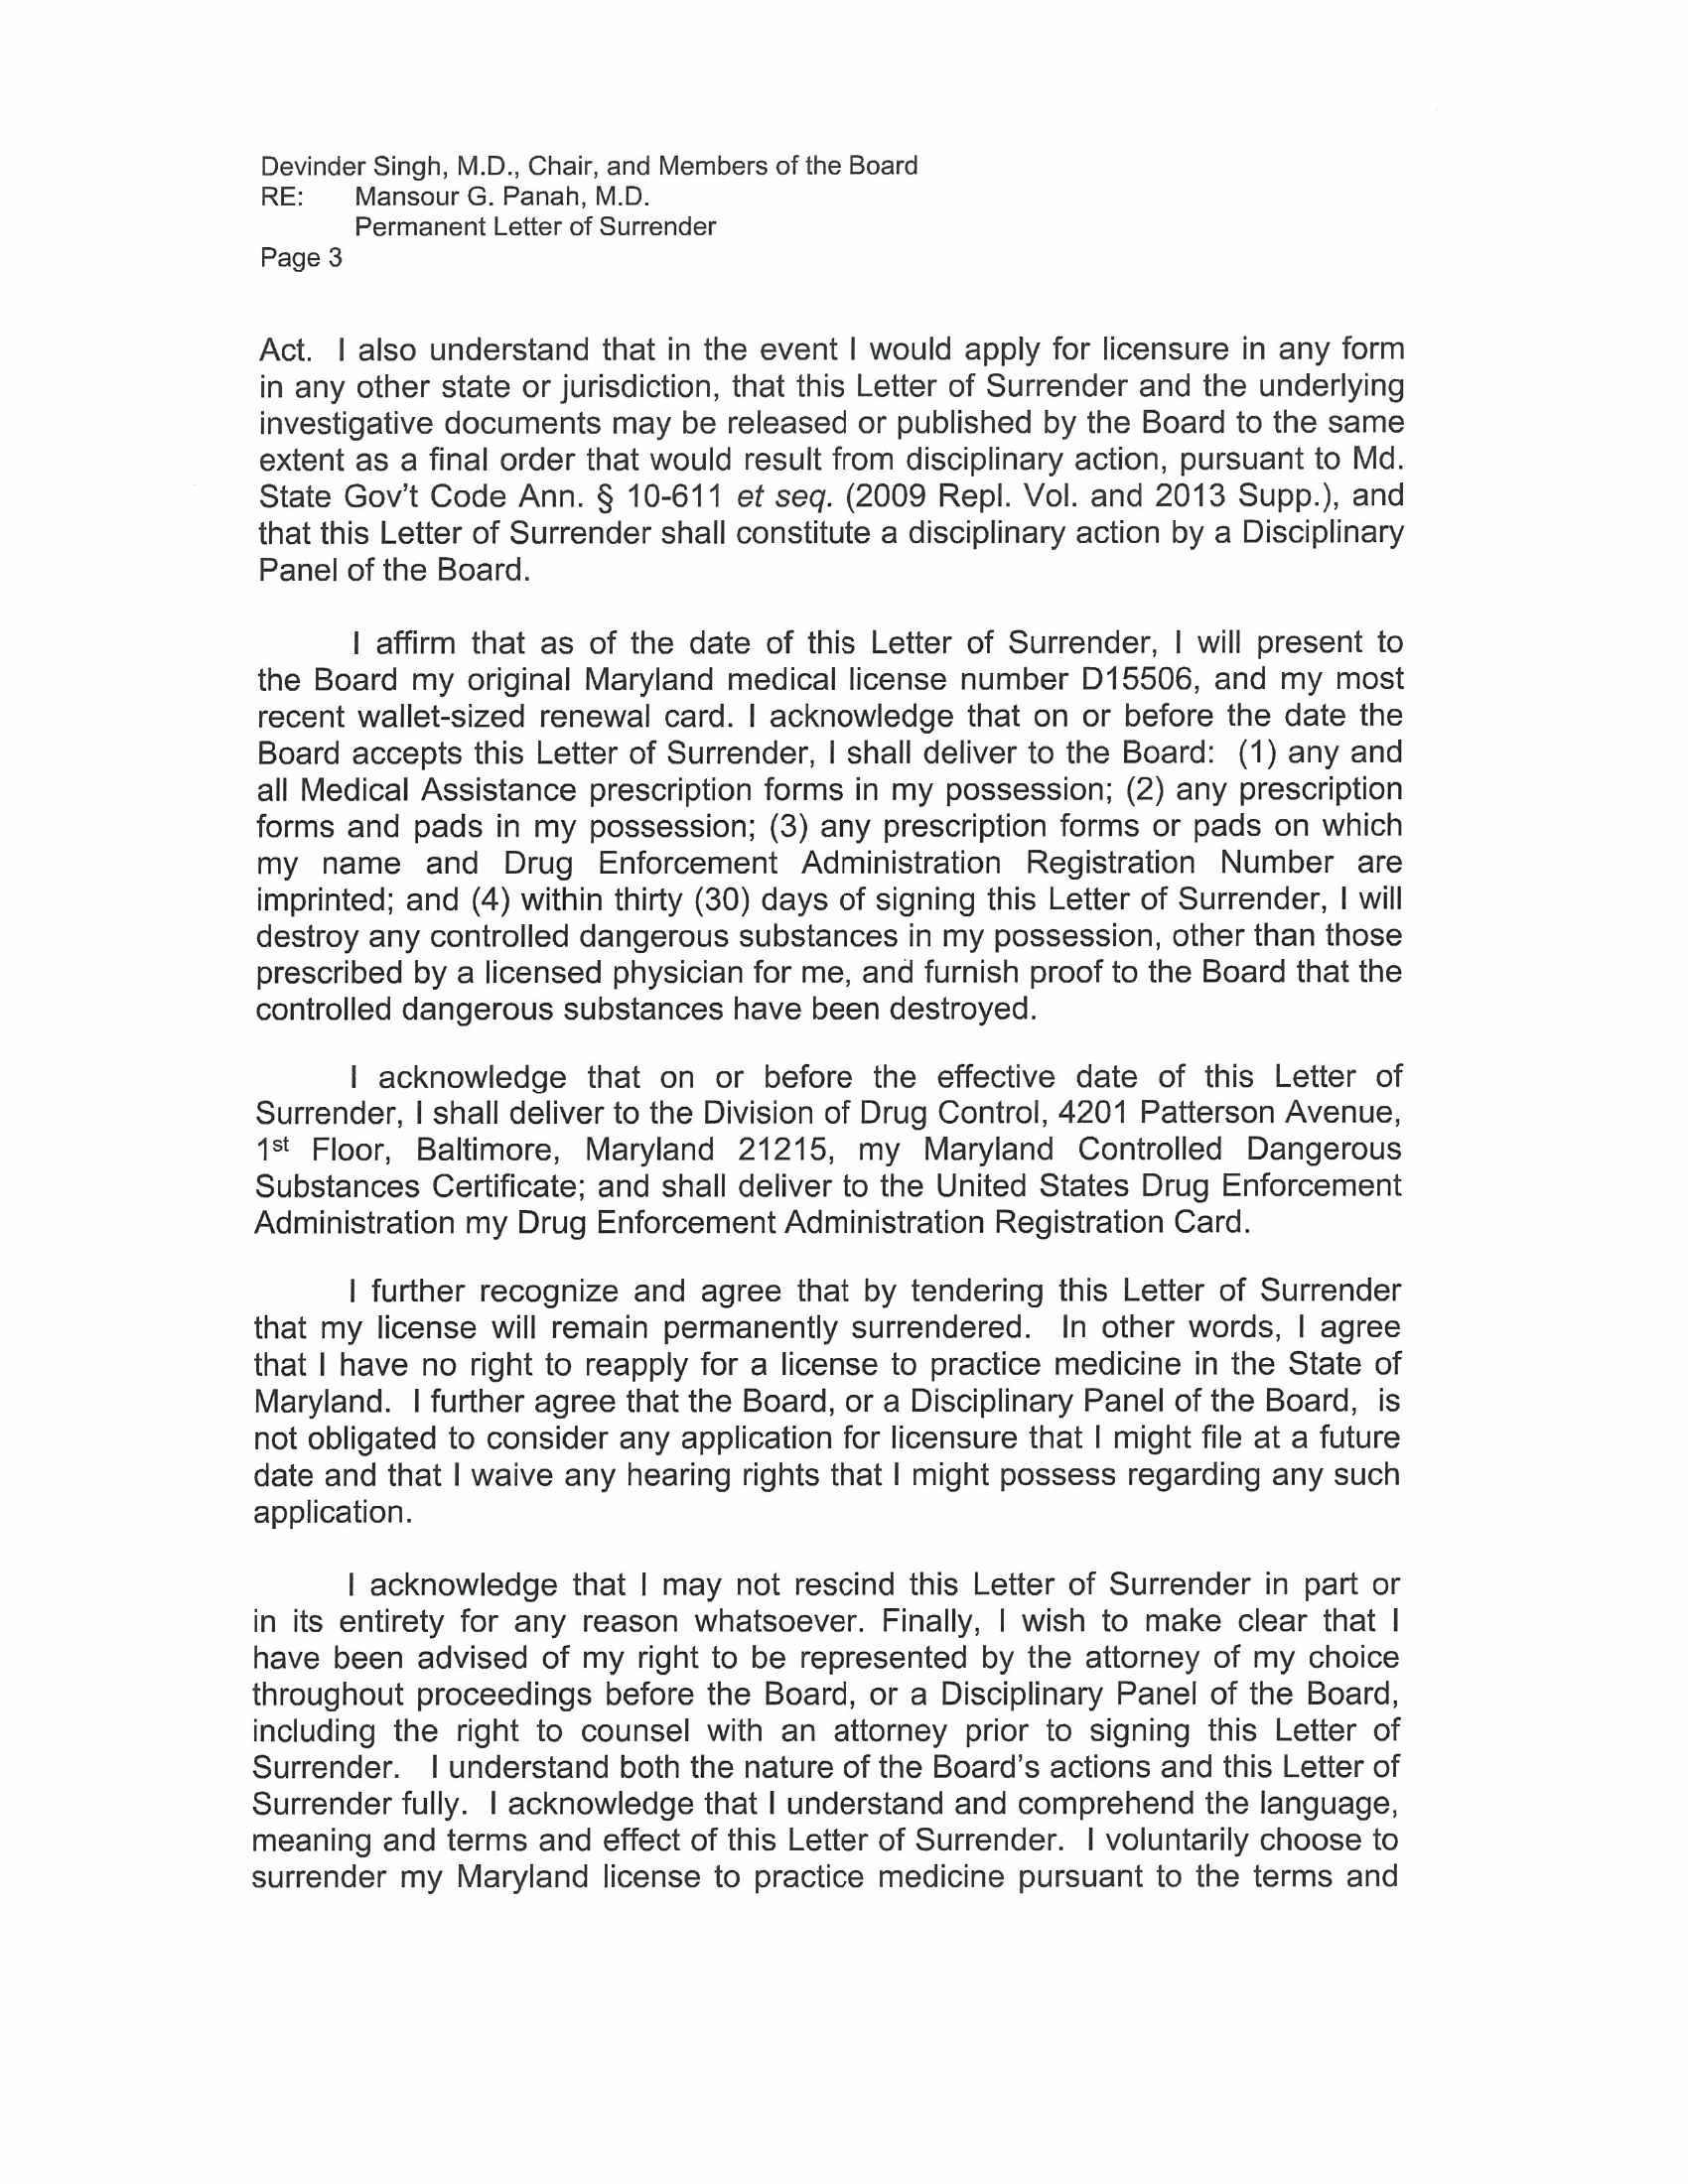 Devinder Singh, M.D., Chair, and Members of the Board
RE: Mansour G. Panah, M.D.
Permanent Letter of Surrender
Page 3
Act. I also understand that in the event I would apply for licensure in any form
in any other state or jurisdiction, that this Letter of Surrender and the underlying
investigative documents may be released or published by the Board to the same
extent as a final order that would result from disciplinary action, pursuant to Md.
State Gov't Code Ann. § 10-611 et seq. (2009 Repl. Vol. and 2013 Supp.), and
that this Letter of Surrender shall constitute a disciplinary action by a Disciplinary
Panel of the Board.
I affirm that as of the date of this Letter of Surrender, I will present to
the Board my original Maryland medical license number D15506, and my most
recent wallet-sized renewal card. I acknowledge that on or before the date the
Board accepts this Letter of Surrender, I shall deliver to the Board: (1) any and
all Medical Assistance prescription forms in my possession; (2) any prescription
forms and pads in my possession; (3) any prescription forms or pads on which
my name and Drug Enforcement Administration Registration Number are
imprinted; and (4) within thirty (30) days of signing this Letter of Surrender, I will
destroy any controlled dangerous substances in my possession, other than those
prescribed by a licensed physician for me, and furnish proof to the Board that the
controlled dangerous substances have been destroyed.
I acknowledge that on or before the effective date of this Letter of
Surrender, I shall deliver to the Division of Drug Control, 4201 Patterson Avenue,
1st Floor, Baltimore, Maryland 21215, my Maryland Controlled Dangerous
Substances Certificate; and shall deliver to the United States Drug Enforcement
Administration my Drug Enforcement Administration Registration Card.
I further recognize and agree that by tendering this Letter of Surrender
that my license will remain permanently surrendered. In other words, I agree
that I have no right to reapply for a license to practice medicine in the State of
Maryland. I further agree that the Board, or a Disciplinary Panel of the Board, is
not obligated to consider any application for licensure that I might file at a future
date and that I waive any hearing rights that I might possess regarding any such
application.
I acknowledge that I may not rescind this Letter of Surrender in part or
in its entirety for any reason whatsoever. Finally, I wish to make clear that I
have been advised of my right to be represented by the attorney of my choice
throughout proceedings before the Board, or a Disciplinary Panel of the Board,
including the right to counsel with an attorney prior to signing this Letter of
Surrender. I understand both the nature of the Board's actions and this Letter of
Surrender fully. I acknowledge that I understand and comprehend the language,
meaning and terms and effect of this Letter of Surrender. I voluntarily choose to
surrender my Maryland license to practice medicine pursuant to the terms and